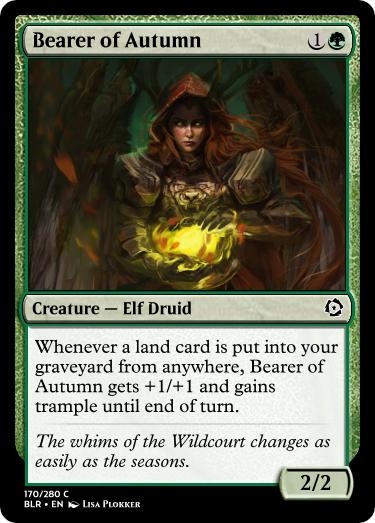 Bearer of Autumn 1
Creature — Elf Druid
Whenever a land card is put into your
graveyard from anywhere, Bearer of
Autumn gets +1/+1 and gains
trample until end of turn.
The whims of the Wildcourt changes as
easily as the seasons.
2/2
170/280 C
BLR • EN Lisa Plokker